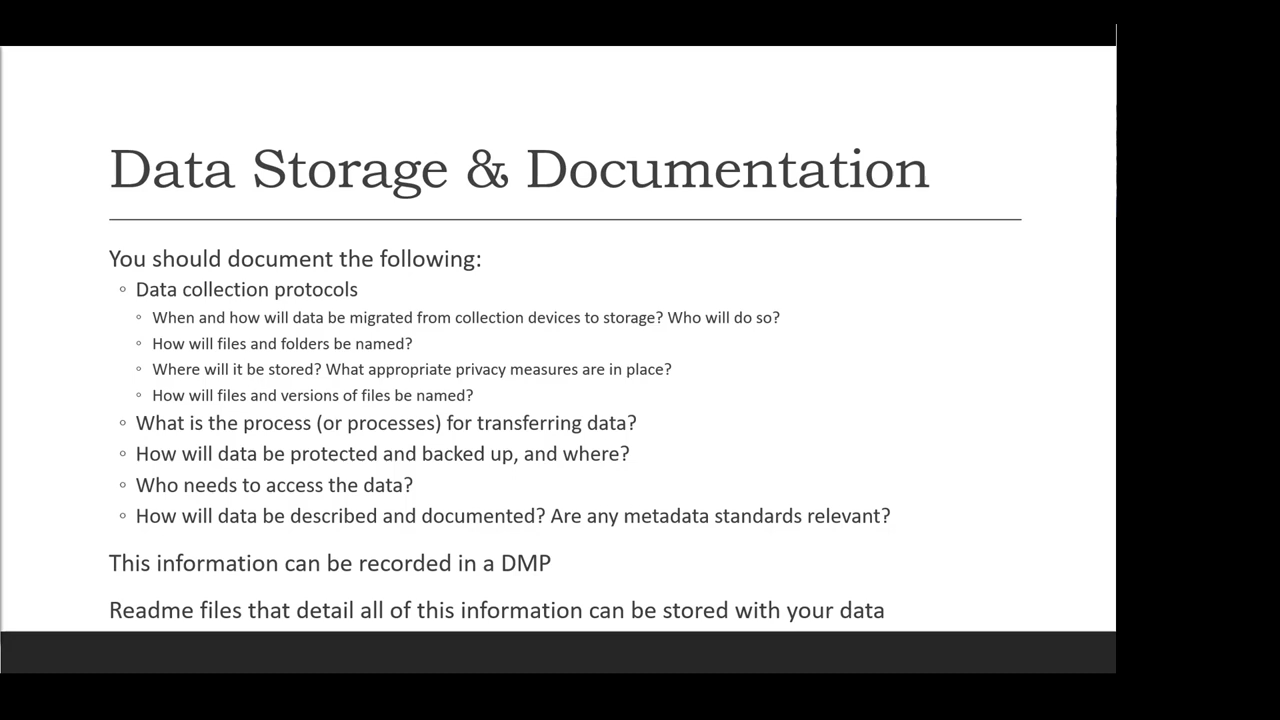 Data Storage & Documentation
You should document the following:
◦ Data collection protocols
◦ When and how will data be migrated from collection devices to storage? Who will do so?
◦ How will files and folders be named?
◦ Where will it be stored? What appropriate privacy measures are in place?
◦ How will files and versions of files be named?
◦ What is the process (or processes) for transferring data?
◦ How will data be protected and backed up, and where?
◦ Who needs to access the data?
◦ How will data be described and documented? Are any metadata standards relevant?
This information can be recorded in a DMP
Readme files that detail all of this information can be stored with your data